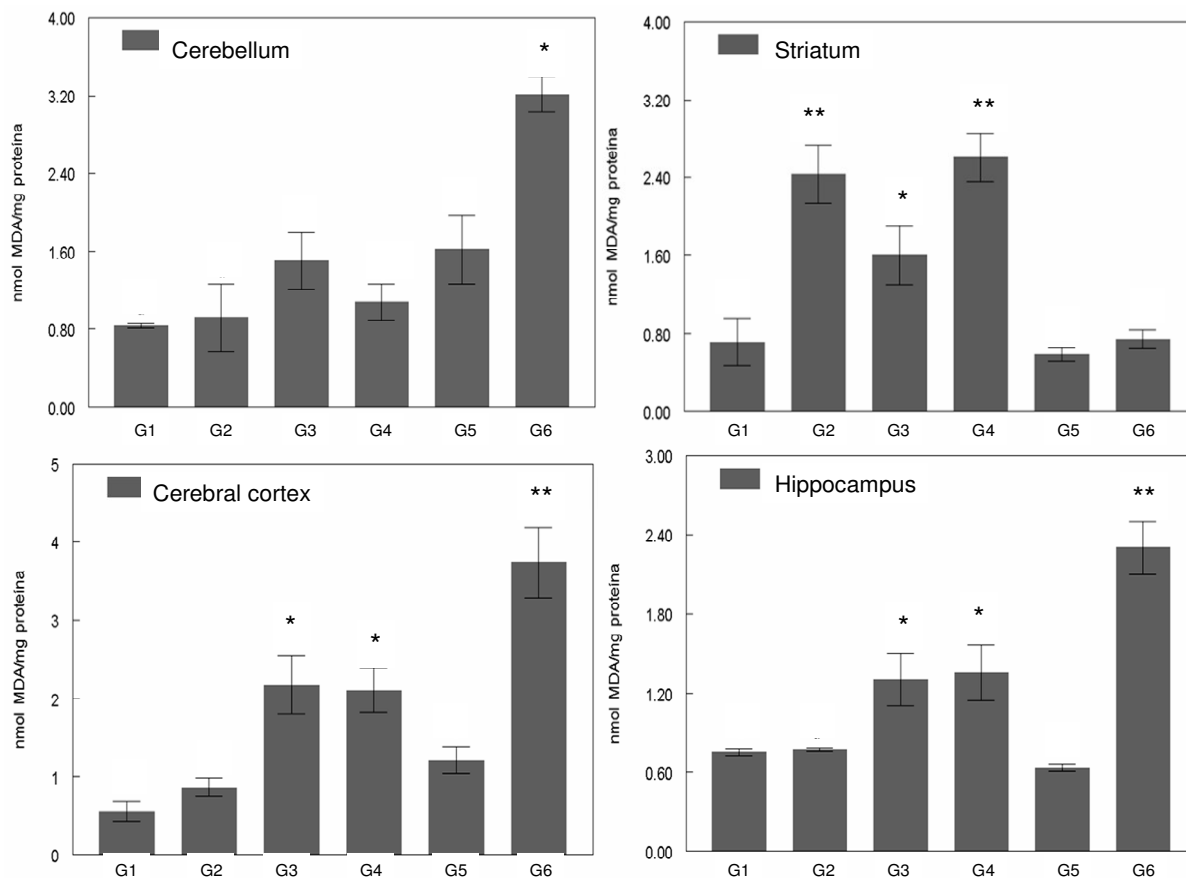 Cerebellum
nmol MDA/mg proteína
4.00
3.20
2.40
1.60
0.80
0.00
*
G1 G2 G3 G4 G5 G6
Striatum
nmol MDA/mg proteína
4.00
3.20
2.40
1.60
0.80
0.00
** * **
G1 G2 G3 G4 G5 G6
Cerebral cortex
nmol MDA/mg proteína
5
4
3
2
1
0
* * **
G1 G2 G3 G4 G5 G6
Hippocampus
nmol MDA/mg proteína
3.00
2.40
1.80
1.20
0.60
0.00
* * **
G1 G2 G3 G4 G5 G6